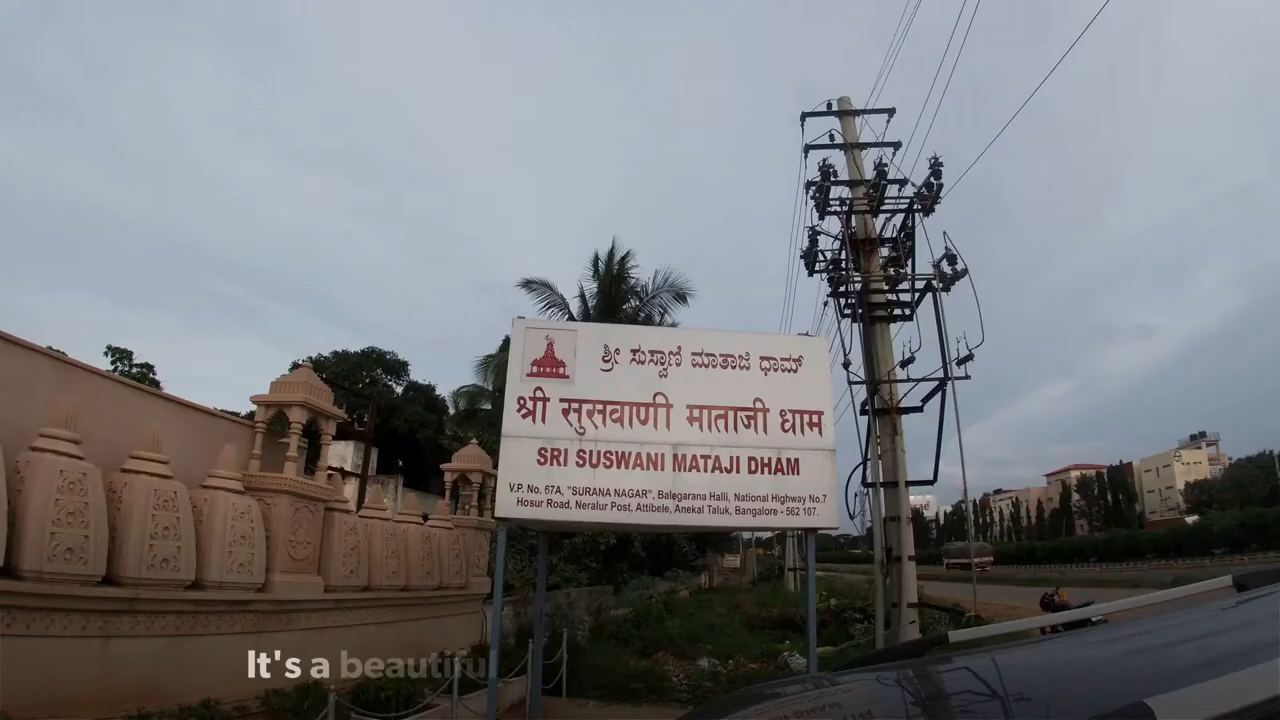 ಶ್ರೀ ಸುಸ್ವಾಣಿ ಮಾತಾಜಿ ಧಾಮ್
श्री सुसवाणी माताजी धाम
SRI SUSWANI MATAJI DHAM
V.P. No. 67A, "SURANA NAGAR", Balegarana Halli, National Highway No.7
Hosur Road, Neralur Post, Attibele, Anekal Taluk, Bangalore - 562 107.
It's a beautifu